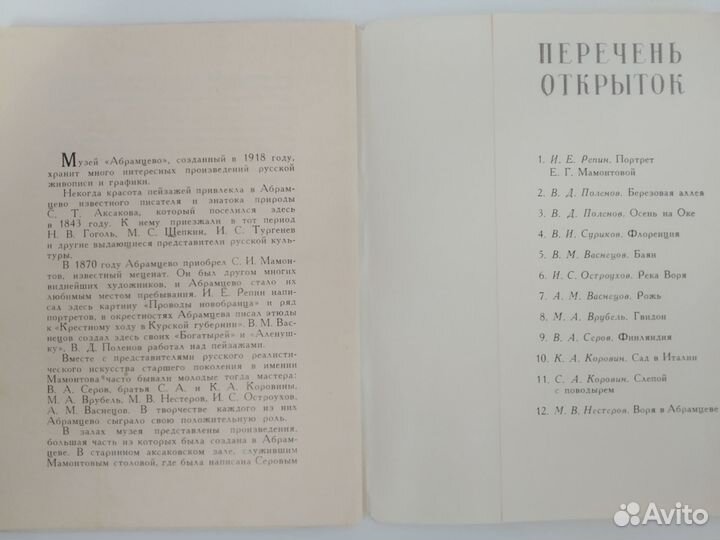 Музей «Абрамцево», созданный в 1918 году,
хранит много интересных произведений русской
живописи и графики.
Некогда красота пейзажей привлекла в Абрам-
цево известного писателя и знатока природы
С. Т. Аксакова, который поселился здесь
в 1843 году. К нему приезжали в тот период
Н. В. Гоголь, М. С. Щепкин, И. С. Тургенев
и другие выдающиеся представители русской куль-
туры.
В 1870 году Абрамцево приобрел С. И. Мамон-
тов, известный меценат. Он был другом многих
виднейших художников, и Абрамцево стало их
любимым местом пребывания. И. Е. Репин напи-
сал здесь картину «Проводы новобранца» и ряд
портретов, в окрестностях Абрамцева писал этюды
к «Крестному ходу в Курской губернии». В. М. Вас-
нецов создал здесь своих «Богатырей» и «Аленуш-
ку», В. Д. Поленов работал над пейзажами.
Вместе с представителями русского реалисти-
ческого искусства старшего поколения в имении
Мамонтова часто бывали молодые тогда мастера:
В. А. Серов, братья С. А. и К. А. Коровины,
М. А. Врубель, М. В. Нестеров, И. С. Остроухов,
А. М. Васнецов. В творчестве каждого из них
Абрамцево сыграло свою положительную роль.
В залах музея представлены произведения,
большая часть из которых была создана в Абрам-
цеве. В старинном аксаковском зале, служившим
Мамонтовым столовой, где была написана Серовым
ПЕРЕЧЕНЬ
ОТКРЫТОК
1. И. Е. Репин. Портрет
Е. Г. Мамонтовой
2. В. Д. Поленов. Березовая аллея
3. В. Д. Поленов. Осень на Оке
4. В. И. Суриков. Флоренция
5. В. М. Васнецов. Баян
6. И. С. Остроухов. Река Воря
7. А. М. Васнецов. Рожь
8. М. А. Врубель. Гвидон
9. В. А. Серов. Финляндия
10. К. А. Коровин. Сад в Италии
11. С. А. Коровин. Слепой
с поводырем
12. М. В. Нестеров. Воря в Абрамцеве
Avito